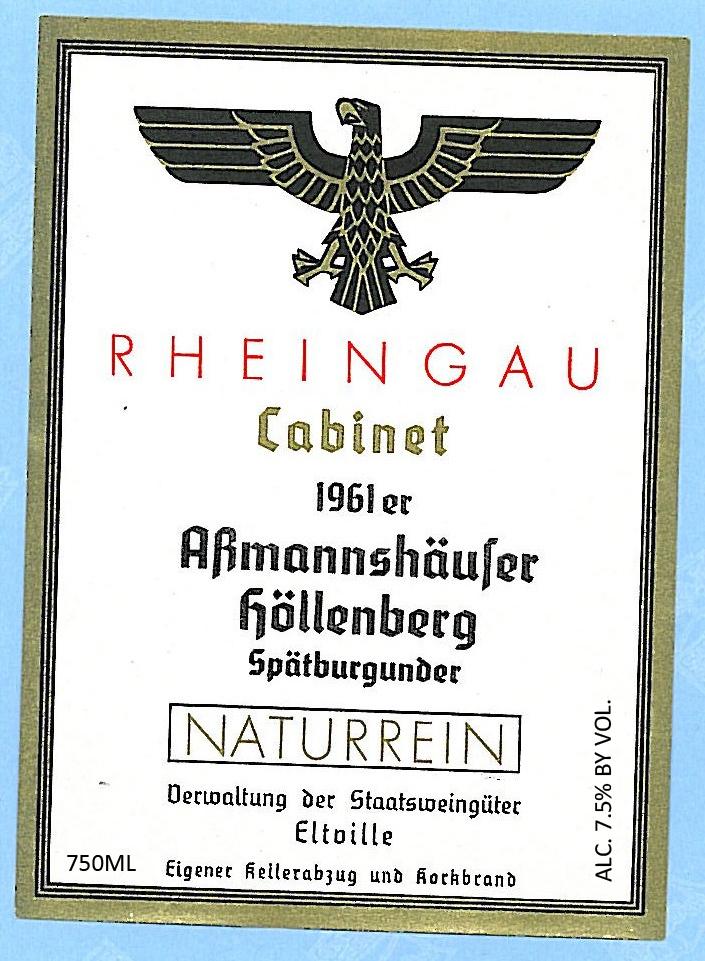 RHEINGAU
Cabinet
1961er
Aßmannshäuſer
Höllenberg
Spätburgunder
NATURREIN
Verwaltung der Staatsweingüter
Eltville
Eigener Kellerabzug und Korkbrand
750ML
ALC. 7.5% BY VOL.